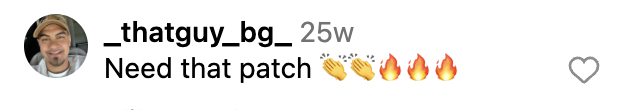 _thatguy_bg_ 25w
Need that patch 👏👏🔥🔥🔥